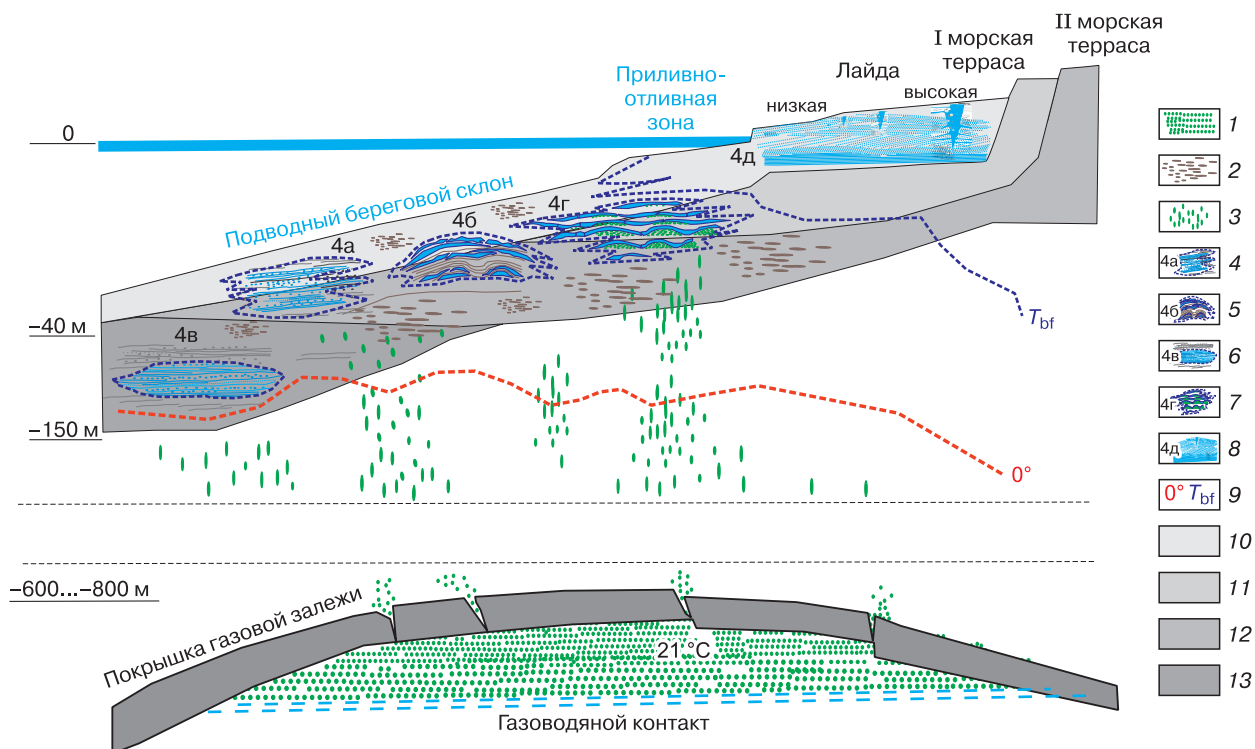 II морская
терраса
I морская
терраса
Лайда
низкая
высокая
Приливно-
отливная
зона
0
Подводный береговой склон
4а
4б
4г
4д
4в
Tbf
−40 м
−150 м
0°
−600...−800 м
Покрышка газовой залежи
21 °C
Газоводяной контакт
1
2
3
4а 4
4б 5
4в 6
4г 7
4д 8
0° Tbf 9
10
11
12
13